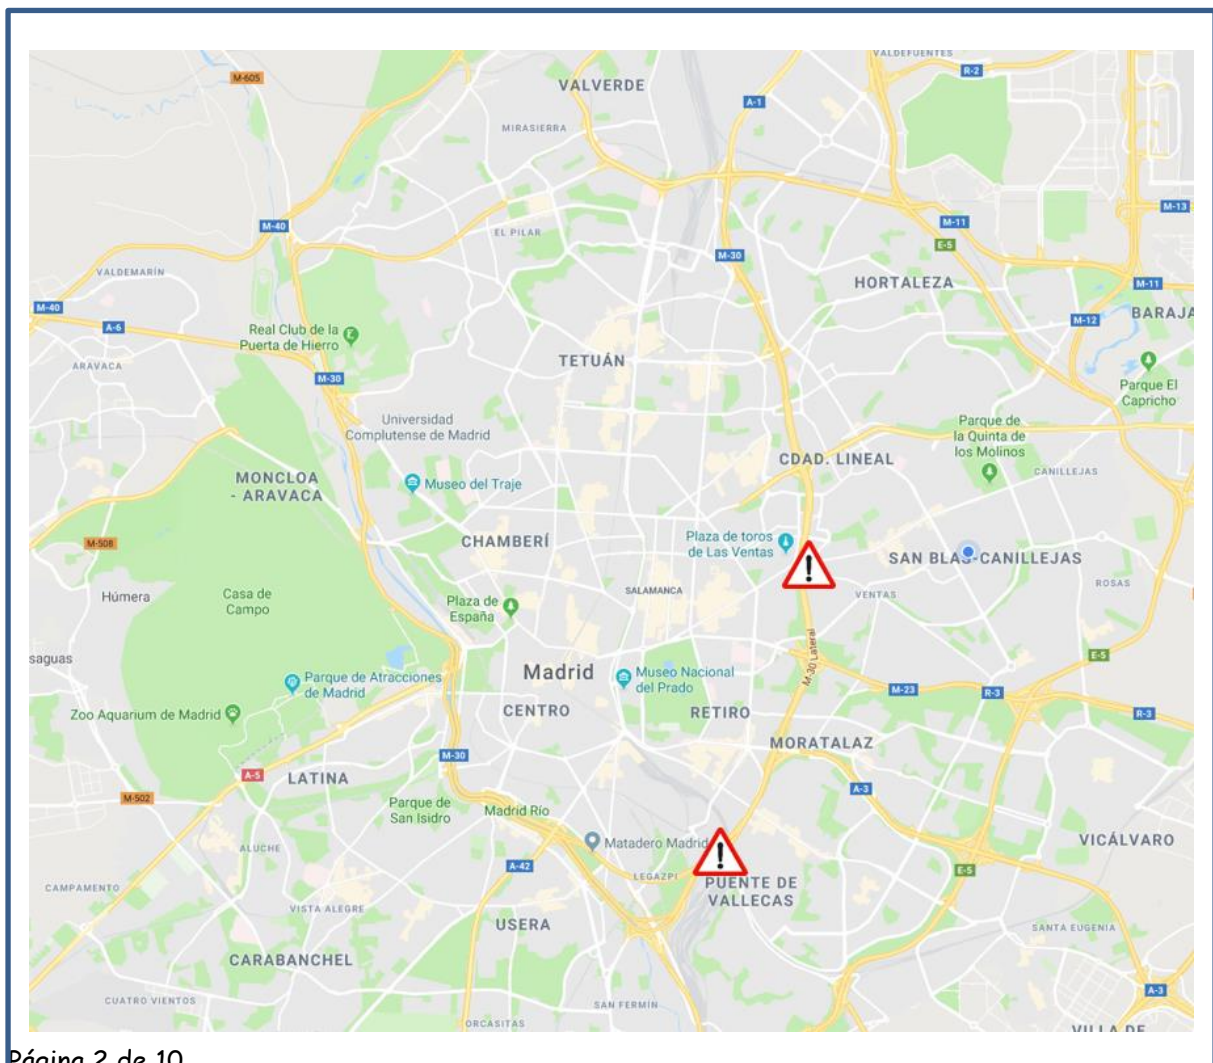 VALDEFUENTES
R-2
M-605
VALVERDE
A-1
MIRASIERRA
M-13
M-40
EL PILAR
M-11
E-5
M-30
VALDEMARÍN
HORTALEZA
M-11
M-40
A-6
Real Club de la
Puerta de Hierro
M-12
BARAJA
ARAVACA
TETUÁN
M-30
Parque El
Capricho
Universidad
Complutense de Madrid
Parque de
la Quinta de
los Molinos
CDAD. LINEAL
CANILLEJAS
MONCLOA
- ARAVACA
Museo del Traje
M-508
CHAMBERÍ
Plaza de toros
de Las Ventas
SAN BLAS-CANILLEJAS
ROSAS
Húmera
Casa de
Campo
Plaza de
España
SALAMANCA
VENTAS
saguas
M-30 Lateral
E-5
Parque de Atracciones
de Madrid
Madrid
Museo Nacional
del Prado
M-23
R-3
Zoo Aquarium de Madrid
CENTRO
RETIRO
R-3
MORATALAZ
M-30
A-5
LATINA
A-3
M-502
Parque de
San Isidro
Madrid Río
ALUCHE
Matadero Madrid
VICÁLVARO
A-42
LEGAZPI
E-5
CAMPAMENTO
PUENTE DE
VALLECAS
VISTA ALEGRE
USERA
SANTA EUGENIA
CARABANCHEL
A-3
CUATRO VIENTOS
SAN FERMÍN
ORCASITAS
VILLA DE
Página 2 de 10